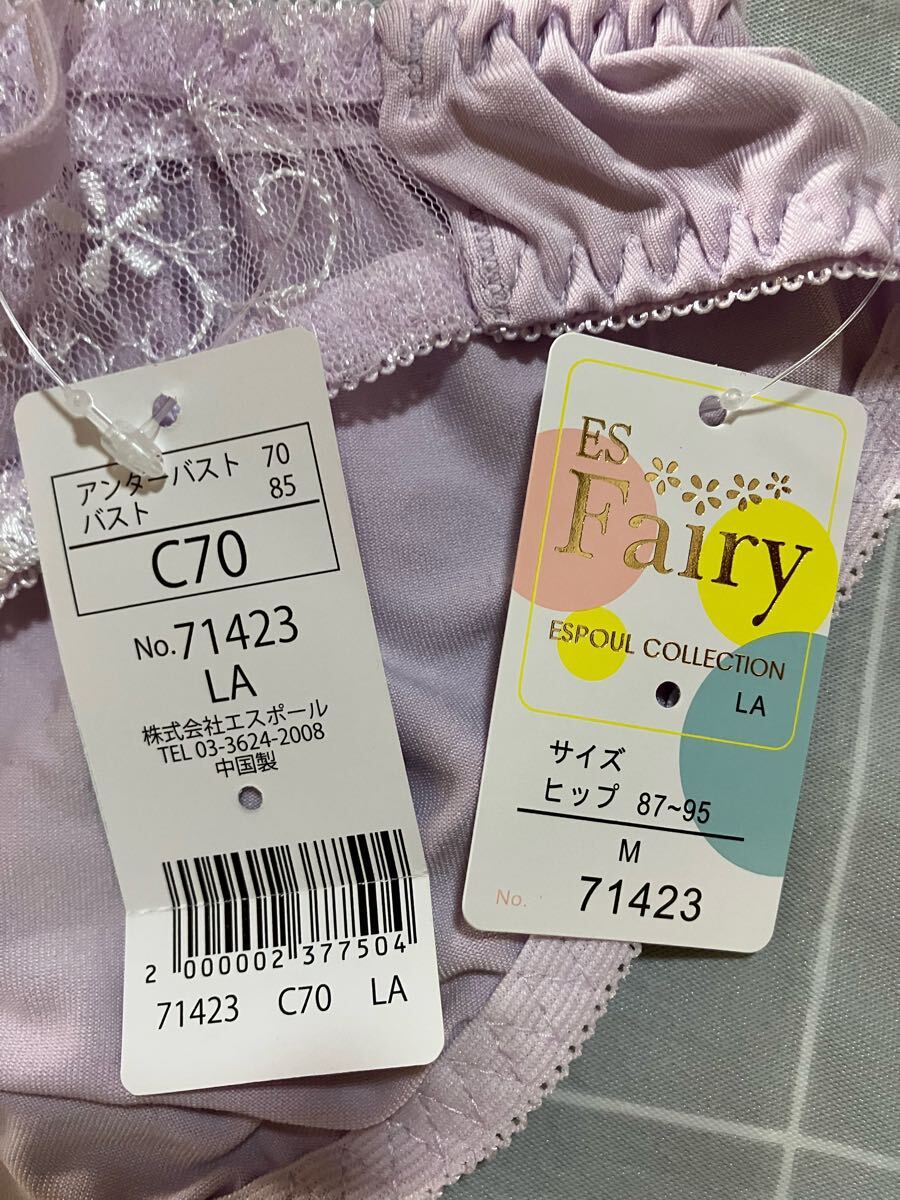 アンダーバスト 70
バスト 85
C70
No.71423
LA
株式会社エスポール
TEL 03-3624-2008
中国製
2 000002 377504
71423 C70 LA
ES
Fairy
ESPOUL COLLECTION
LA
サイズ
ヒップ 87~95
M
No. 71423